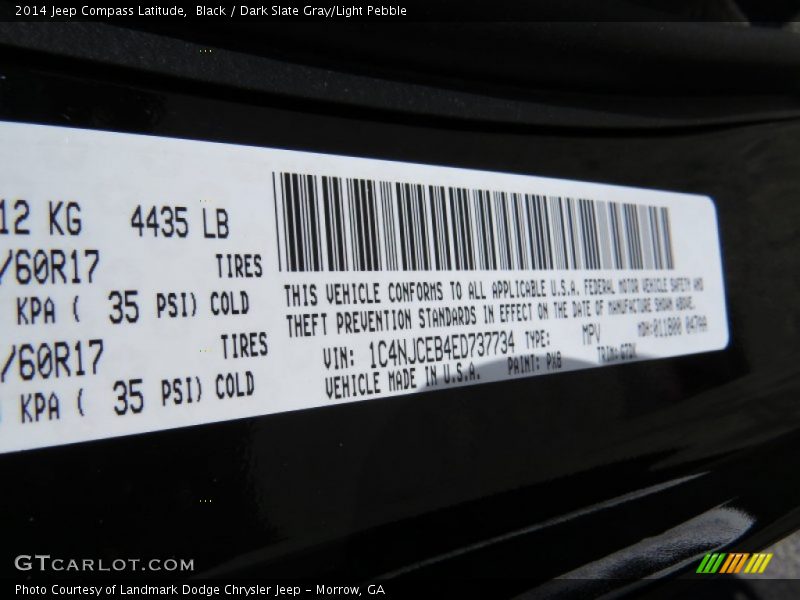 2014 Jeep Compass Latitude,  Black / Dark Slate Gray/Light Pebble
12 KG 4435 LB
/60R17 TIRES
KPA ( 35 PSI) COLD
/60R17 TIRES
KPA ( 35 PSI) COLD
THIS VEHICLE CONFORMS TO ALL APPLICABLE U.S.A. FEDERAL MOTOR VEHICLE SAFETY AND
THEFT PREVENTION STANDARDS IN EFFECT ON THE DATE OF MANUFACTURE SHOWN ABOVE.
VIN: 1C4NJCEB4ED737734 TYPE: MPV
VEHICLE MADE IN U.S.A. PAINT: PX8 TRIM:
GTCARLOT.COM
Photo Courtesy of Landmark Dodge Chrysler Jeep - Morrow, GA